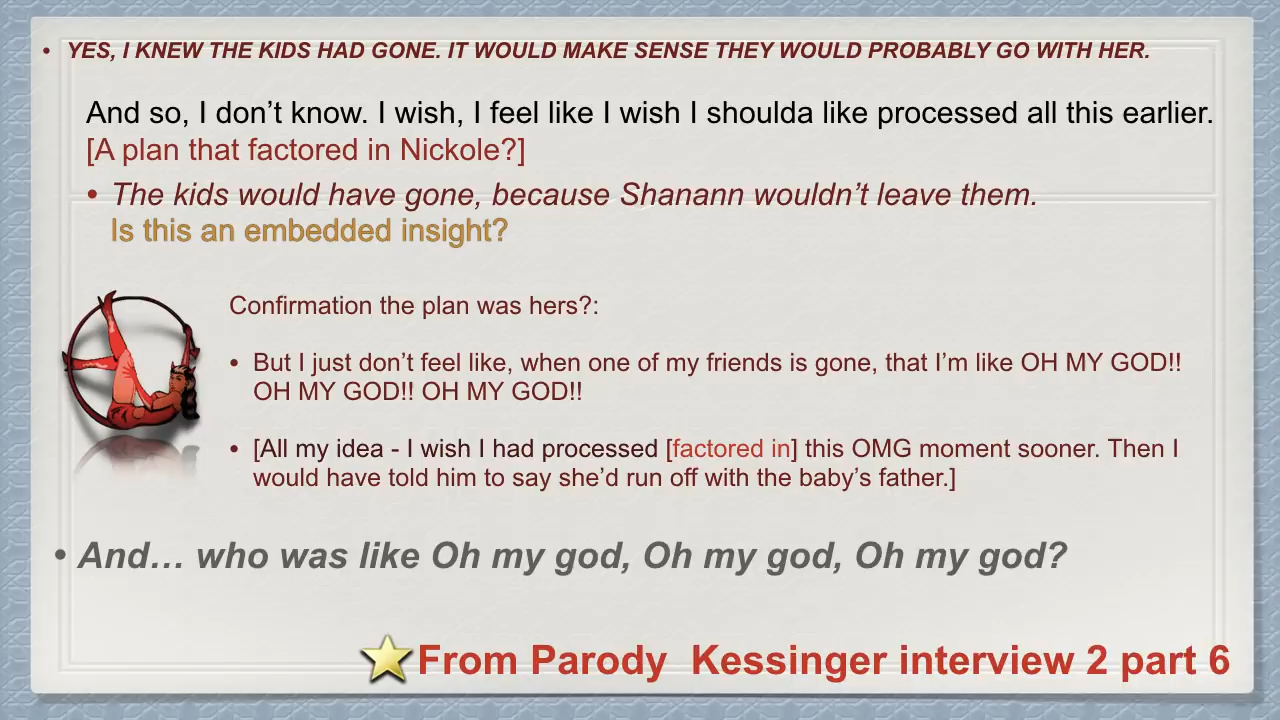 • YES, I KNEW THE KIDS HAD GONE. IT WOULD MAKE SENSE THEY WOULD PROBABLY GO WITH HER.
And so, I don’t know. I wish, I feel like I wish I shoulda like processed all this earlier.
[A plan that factored in Nickole?]
• The kids would have gone, because Shanann wouldn’t leave them.
Is this an embedded insight?
Confirmation the plan was hers?:
• But I just don’t feel like, when one of my friends is gone, that I’m like OH MY GOD!!
OH MY GOD!! OH MY GOD!!
• [All my idea - I wish I had processed [factored in] this OMG moment sooner. Then I
would have told him to say she’d run off with the baby’s father.]
• And… who was like Oh my god, Oh my god, Oh my god?
From Parody Kessinger interview 2 part 6